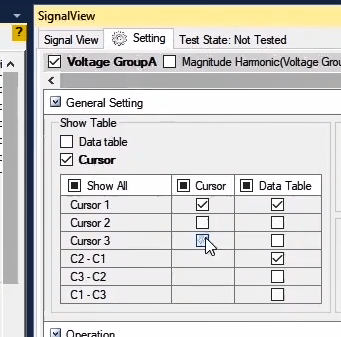 SignalView
?
Signal View Setting Test State: Not Tested
Voltage GroupA Magnitude Harmonic(Voltage Grou
General Setting
Show Table
Data table
Cursor
Show All Cursor Data Table
Cursor 1
Cursor 2
Cursor 3
C2 - C1
C3 - C2
C1 - C3
Operation